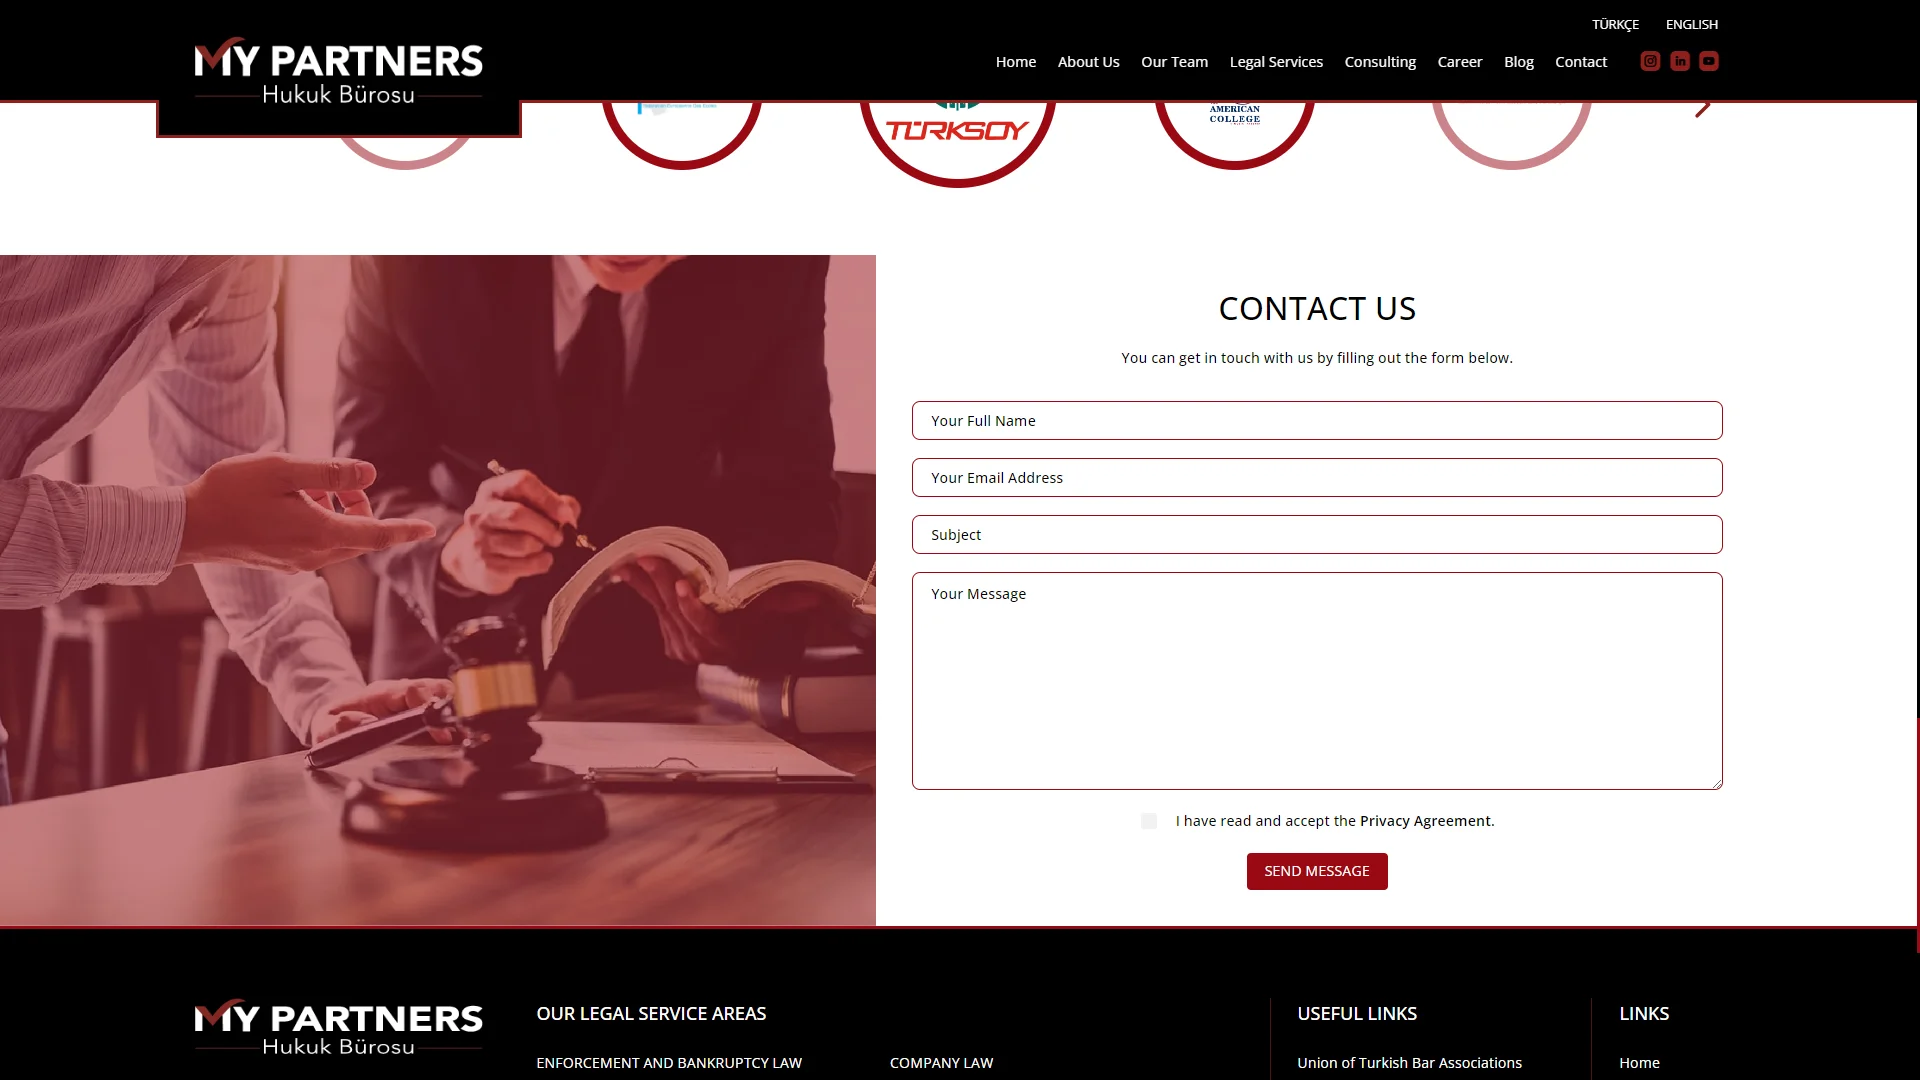 TÜRKÇE ENGLISH
MY PARTNERS
Hukuk Bürosu
Home About Us Our Team Legal Services Consulting Career Blog Contact
TÜRKSOY
AMERICAN
COLLEGE
CONTACT US
You can get in touch with us by filling out the form below.
Your Full Name
Your Email Address
Subject
Your Message
I have read and accept the Privacy Agreement.
SEND MESSAGE
MY PARTNERS
Hukuk Bürosu
OUR LEGAL SERVICE AREAS
ENFORCEMENT AND BANKRUPTCY LAW
COMPANY LAW
USEFUL LINKS
Union of Turkish Bar Associations
LINKS
Home